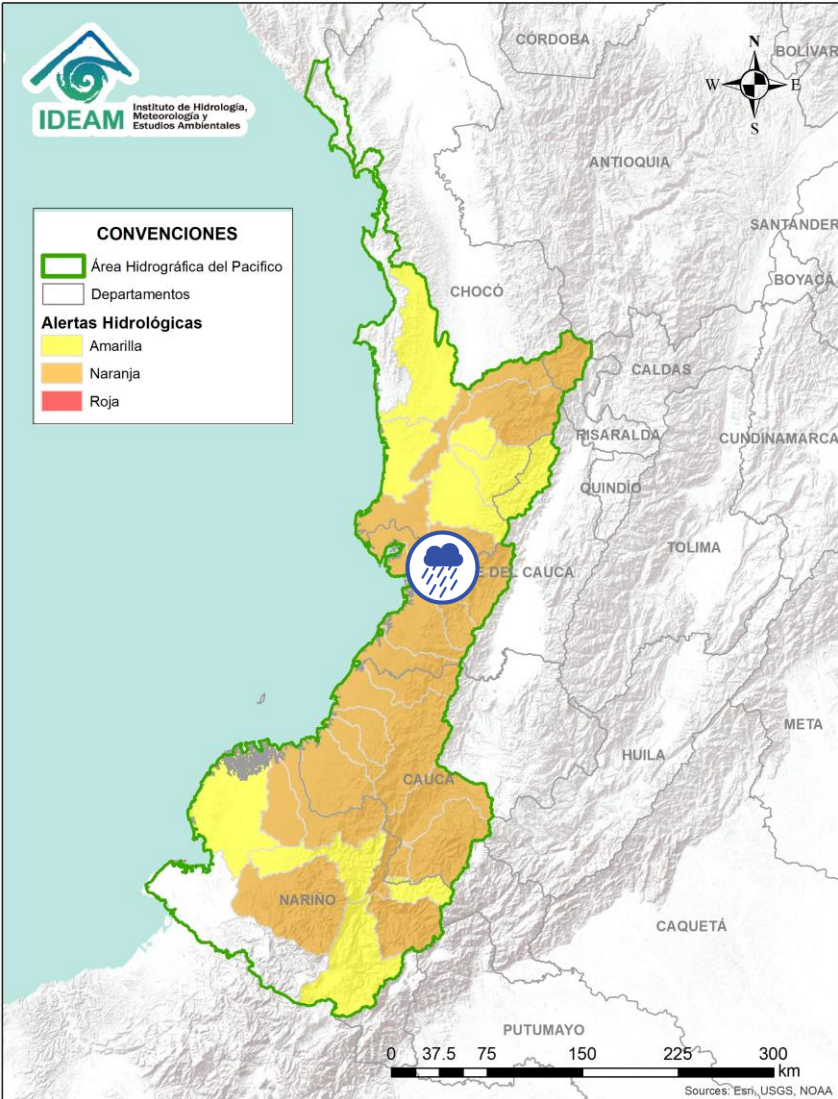 IDEAM
Instituto de Hidrología,
Meteorología y
Estudios Ambientales
N
W
E
S
CÓRDOBA
BOLÍVAR
ANTIOQUIA
SANTANDER
BOYACÁ
CHOCÓ
CONVENCIONES
Área Hidrográfica del Pacifico
Departamentos
Alertas Hidrológicas
Amarilla
Naranja
Roja
CALDAS
RISARALDA
CUNDINAMARCA
QUINDÍO
TOLIMA
E DEL CAUCA
META
HUILA
CAUCA
NARIÑO
CAQUETÁ
PUTUMAYO
0 37.5 75 150 225 300
km
Sources: Esri, USGS, NOAA